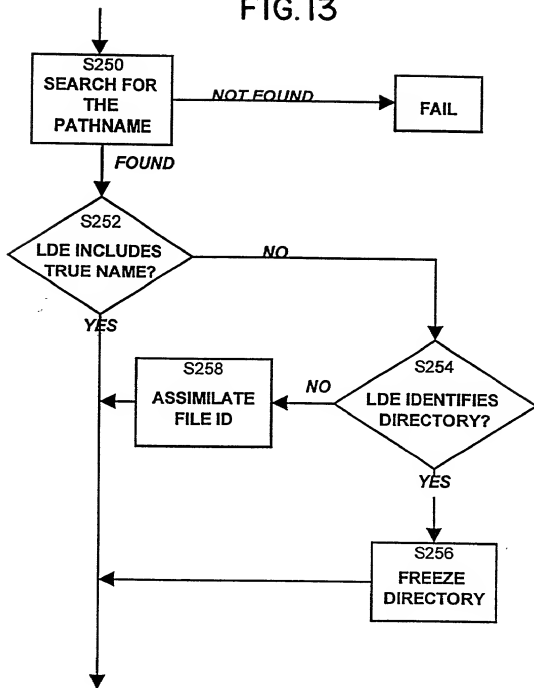 FIG.13
S250
SEARCH FOR
THE
PATHNAME
NOT FOUND
FAIL
FOUND
S252
LDE INCLUDES
TRUE NAME?
NO
YES
S254
LDE IDENTIFIES
DIRECTORY?
NO
S258
ASSIMILATE
FILE ID
YES
S256
FREEZE
DIRECTORY